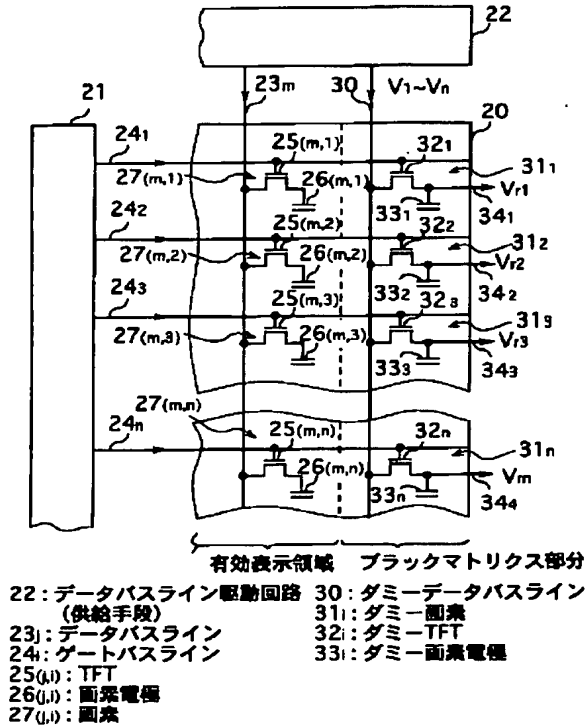 22
21
23m
30
V1~Vn
20
241
25(m,1)
321
311
27(m,1)
26(m,1)
Vr1
331
341
242
25(m,2)
322
312
27(m,2)
26(m,2)
Vr2
332
342
243
25(m,3)
323
313
27(m,3)
26(m,3)
Vr3
333
343
27(m,n)
24n
25(m,n)
32n
31n
26(m,n)
Vm
33n
344
有効表示領域 ブラックマトリクス部分
22:データバスライン駆動回路 30:ダミーデータバスライン
(供給手段) 31i:ダミー画素
23j:データバスライン 32i:ダミーTFT
24i:ゲートバスライン 33i:ダミー画素電極
25(j,i):TFT
26(j,i):画素電極
27(j,i):画素